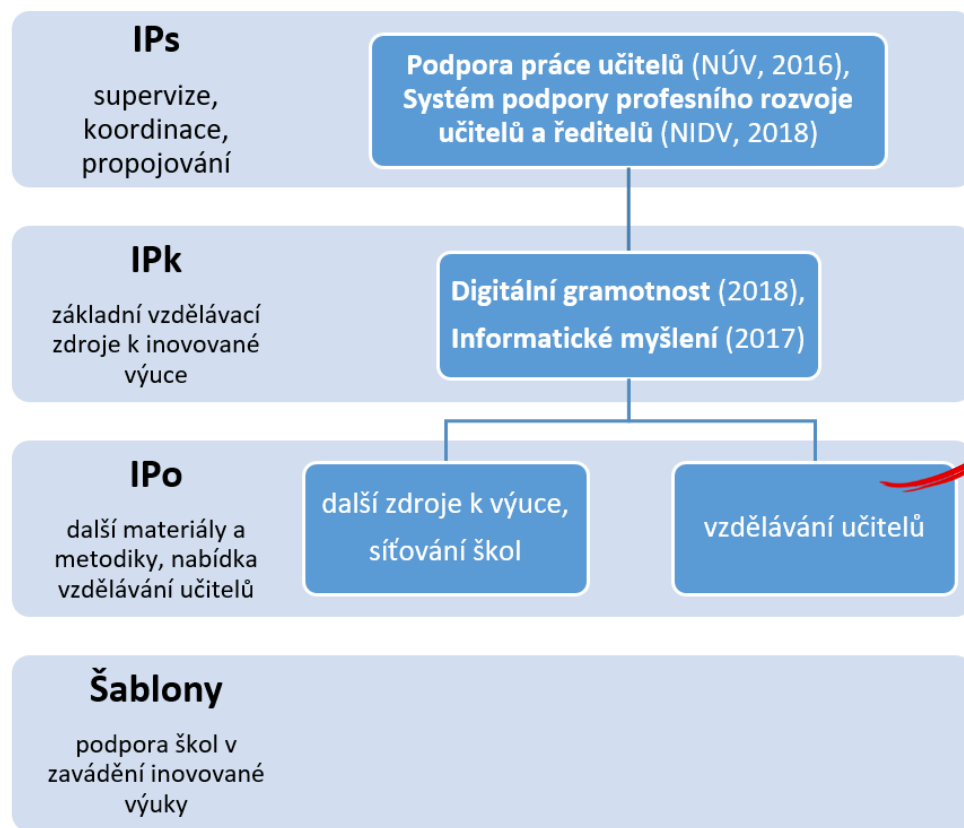 IPs
supervize,
koordinace,
propojování
Podpora práce učitelů (NÚV, 2016),
Systém podpory profesního rozvoje
učitelů a ředitelů (NIDV, 2018)
IPk
základní vzdělávací
zdroje k inovované
výuce
Digitální gramotnost (2018),
Informatické myšlení (2017)
IPo
další materiály a
metodiky, nabídka
vzdělávání učitelů
další zdroje k výuce,
síťování škol
vzdělávání učitelů
Šablony
podpora škol v
zavádění inovované
výuky